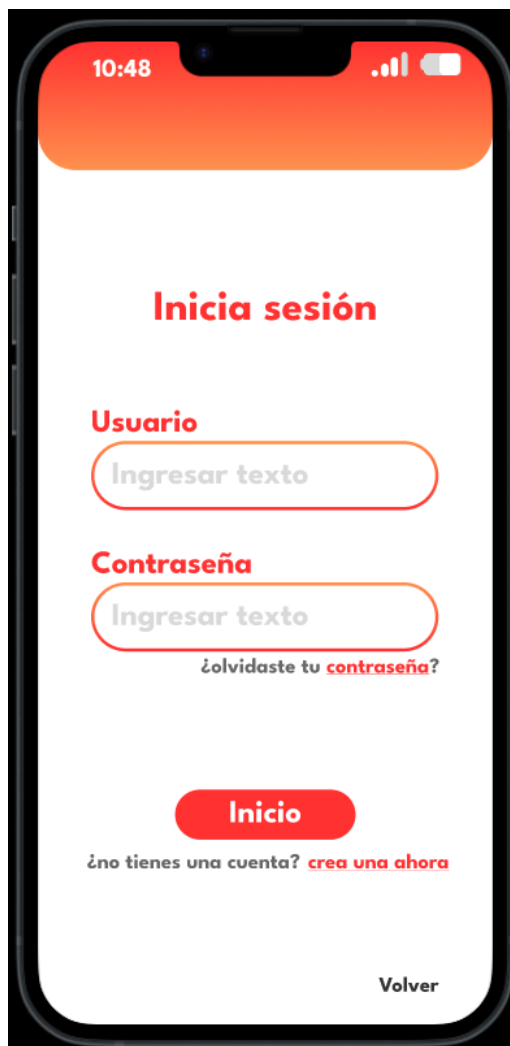 10:48
Inicia sesión
Usuario
Ingresar texto
Contraseña
Ingresar texto
¿olvidaste tu contraseña?
Inicio
¿no tienes una cuenta? crea una ahora
Volver